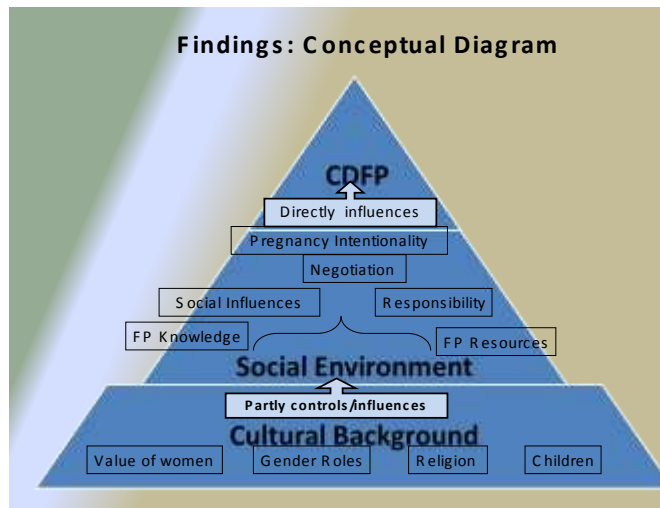 Findings: Conceptual Diagram
CDFP
Directly influences
Pregnancy Intentionality
Negotiation
Social Influences
Responsibility
FP Knowledge
FP Resources
Social Environment
Partly controls/influences
Cultural Background
Value of women
Gender Roles
Religion
Children